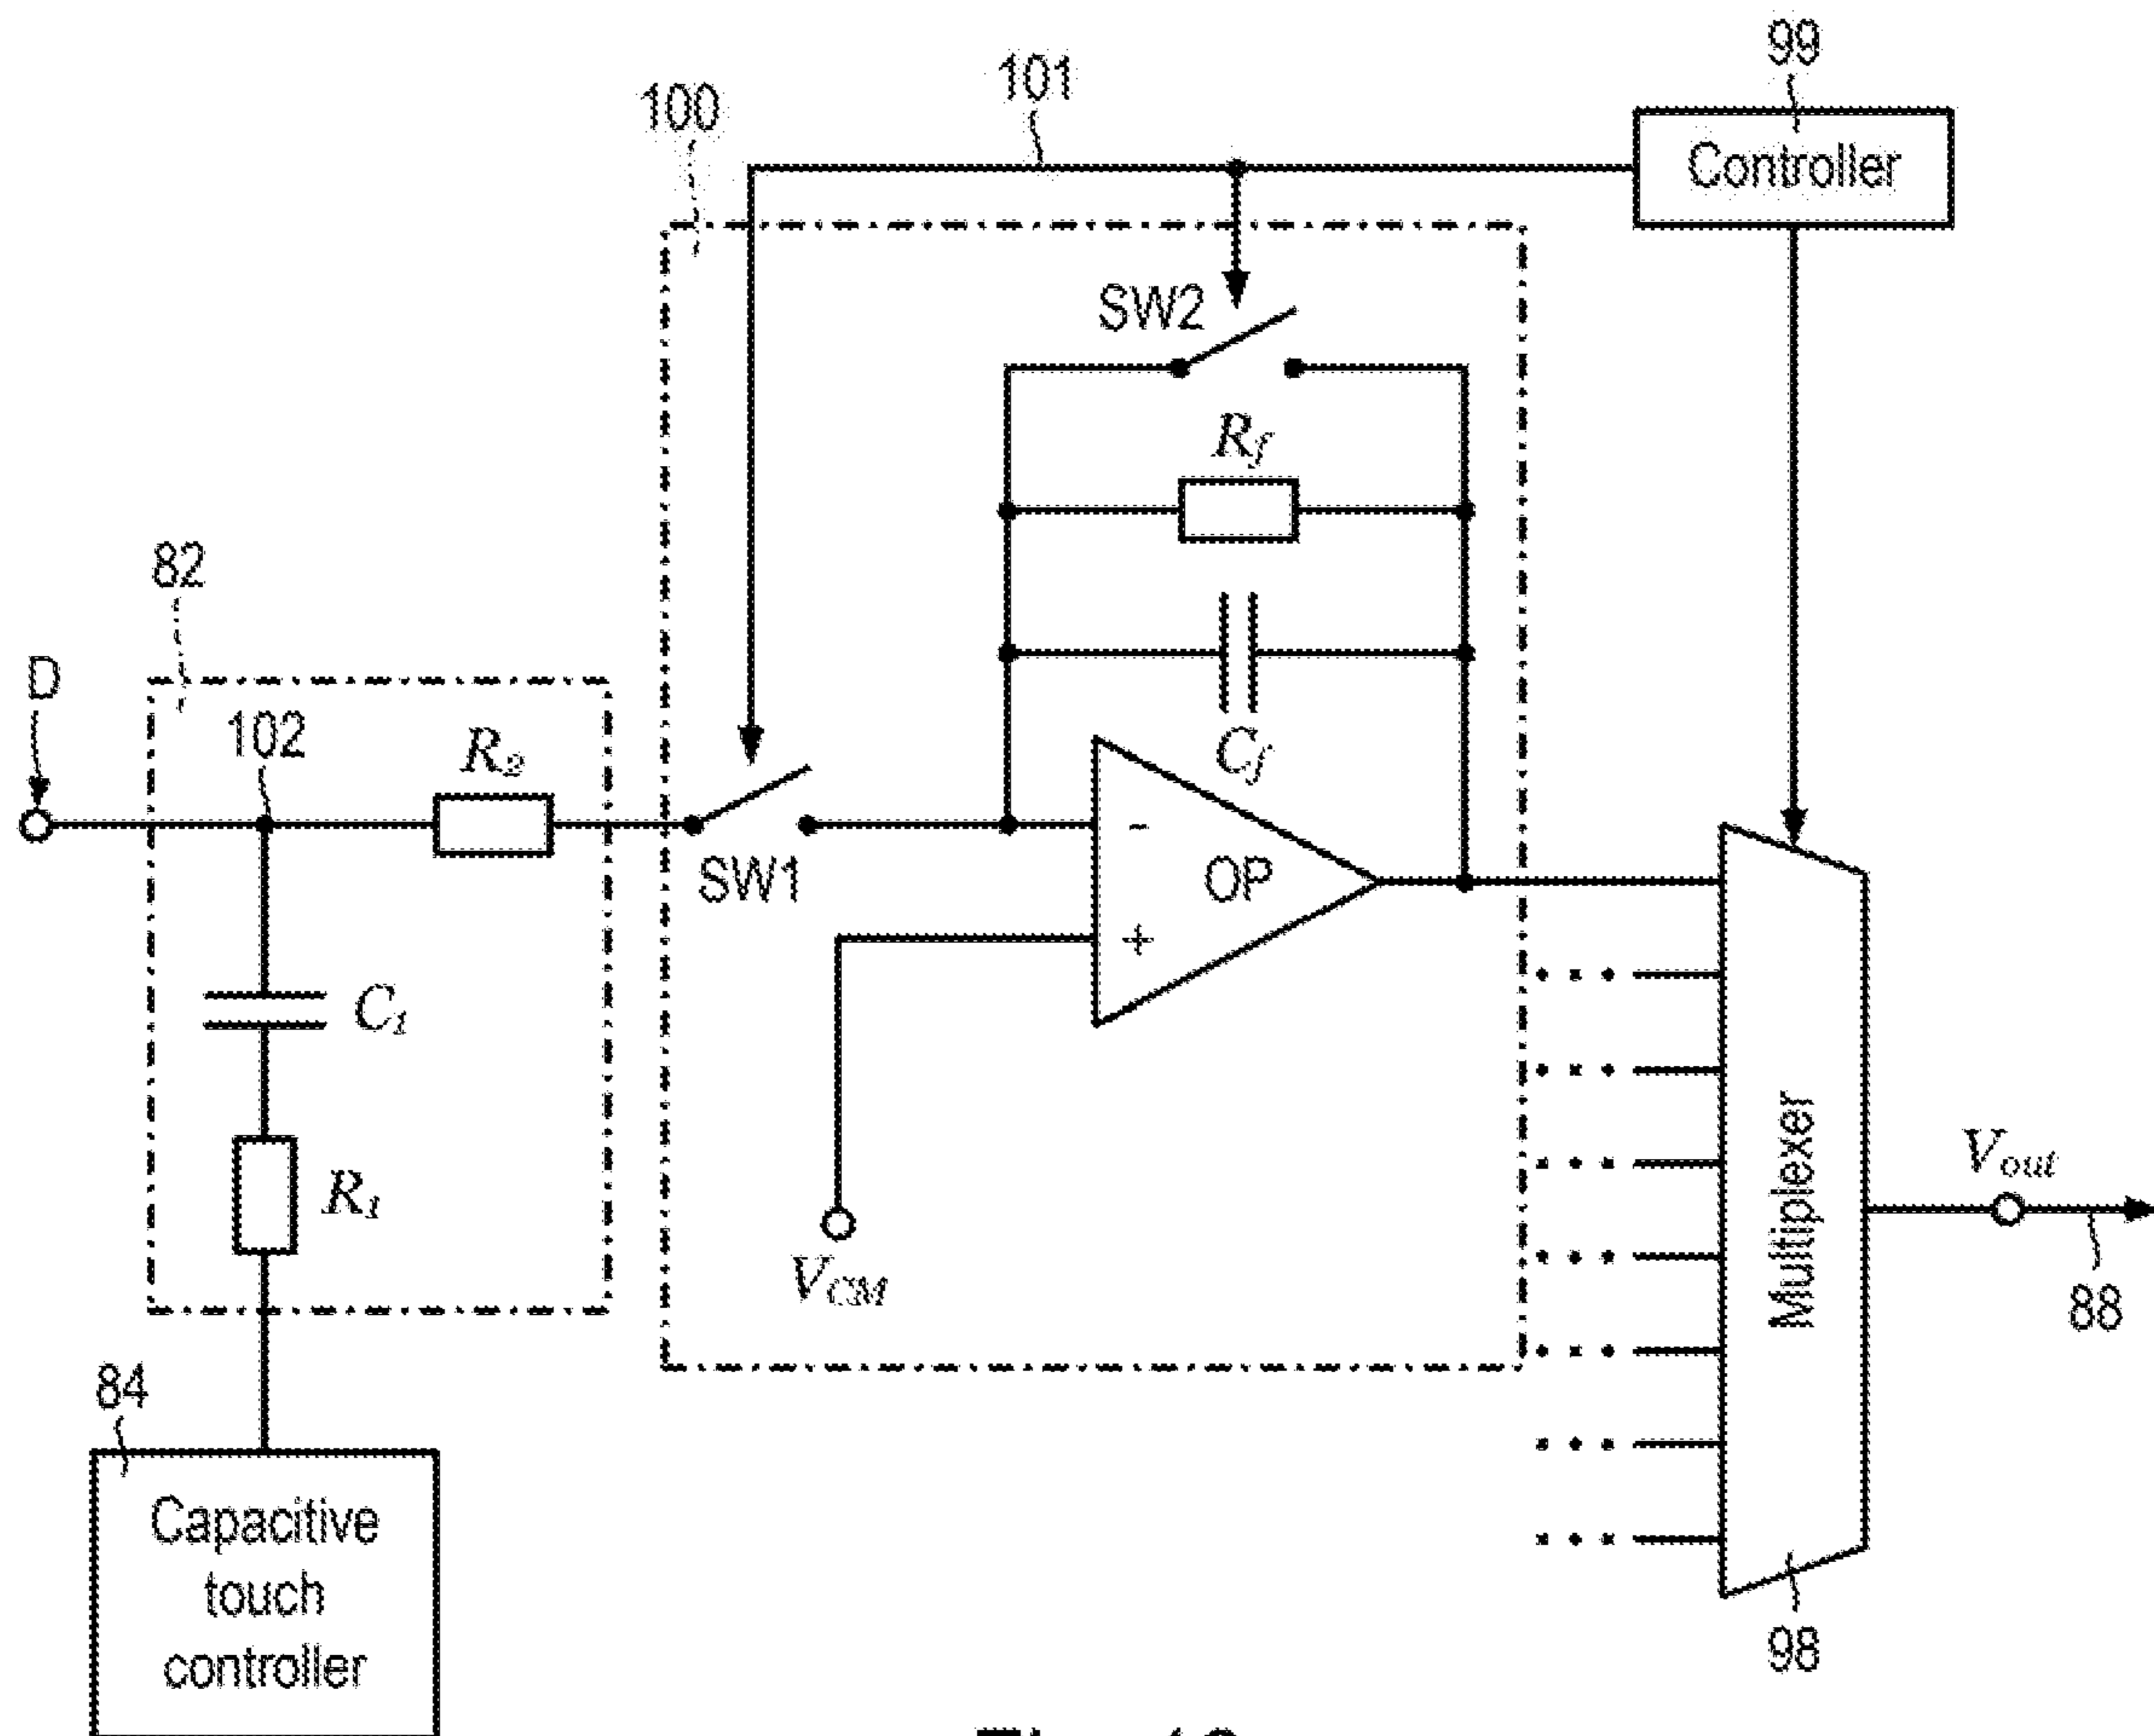 99
101
100
Controller
SW2
Rf
82
D
102
R2
Cf
-
SW1
OP
+
C1
Multiplexer
Vout
R1
VCM
88
84
Capacitive
touch
controller
98